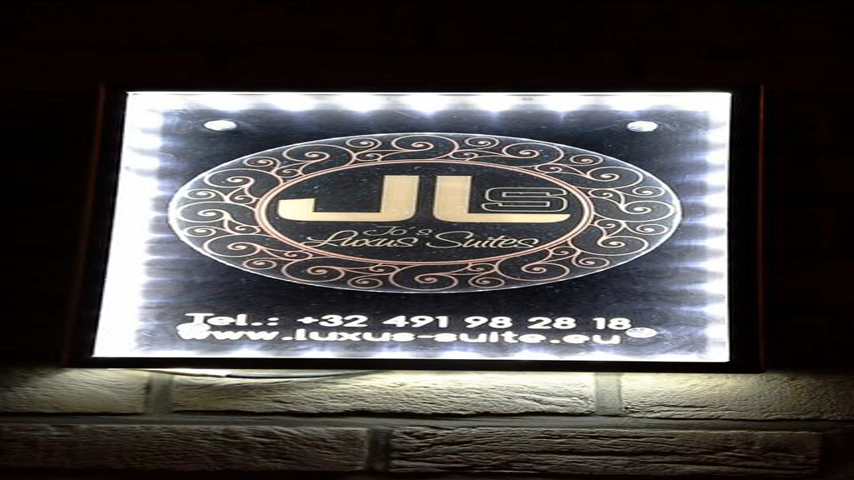 JLS
Jo's
Luxus Suites
Tel.: +32 491 98 28 18
www.luxus-suite.eu